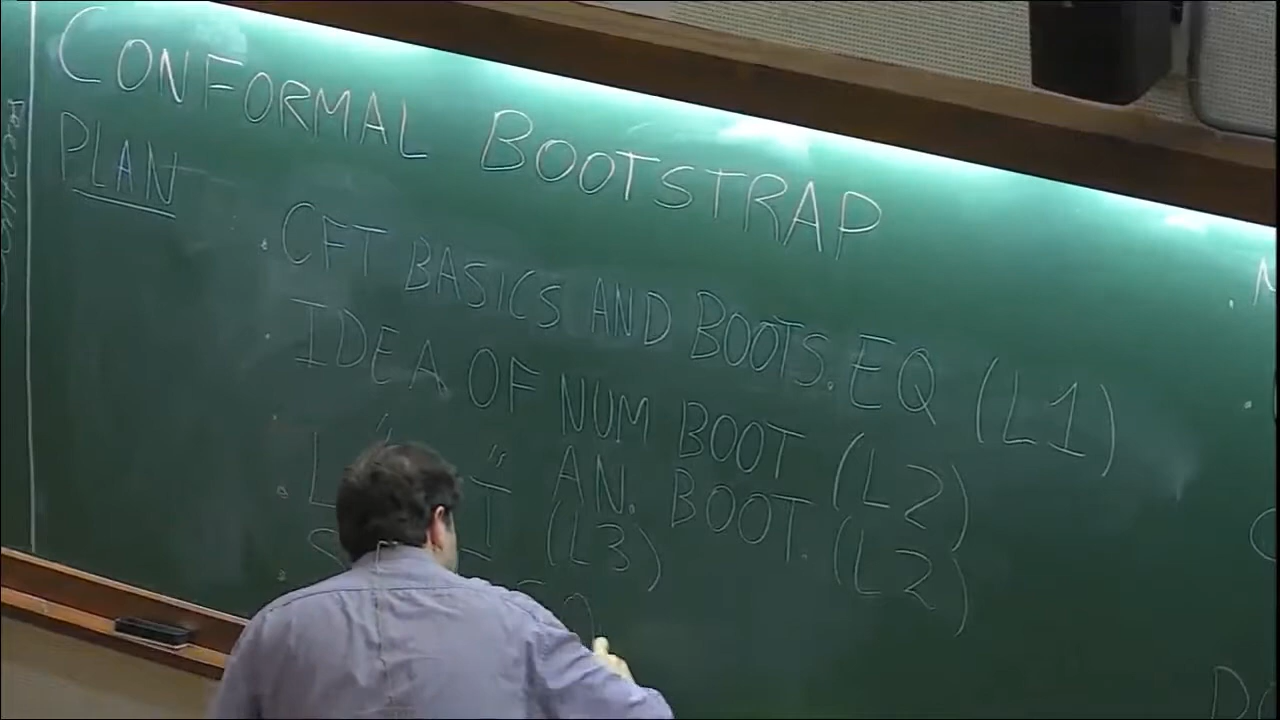 CONFORMAL BOOTSTRAP
PLAN
• CFT BASICS AND BOOTS. EQ (L1)
• IDEA OF NUM BOOT (L2)
• " " AN. BOOT. (L2)
(L3)